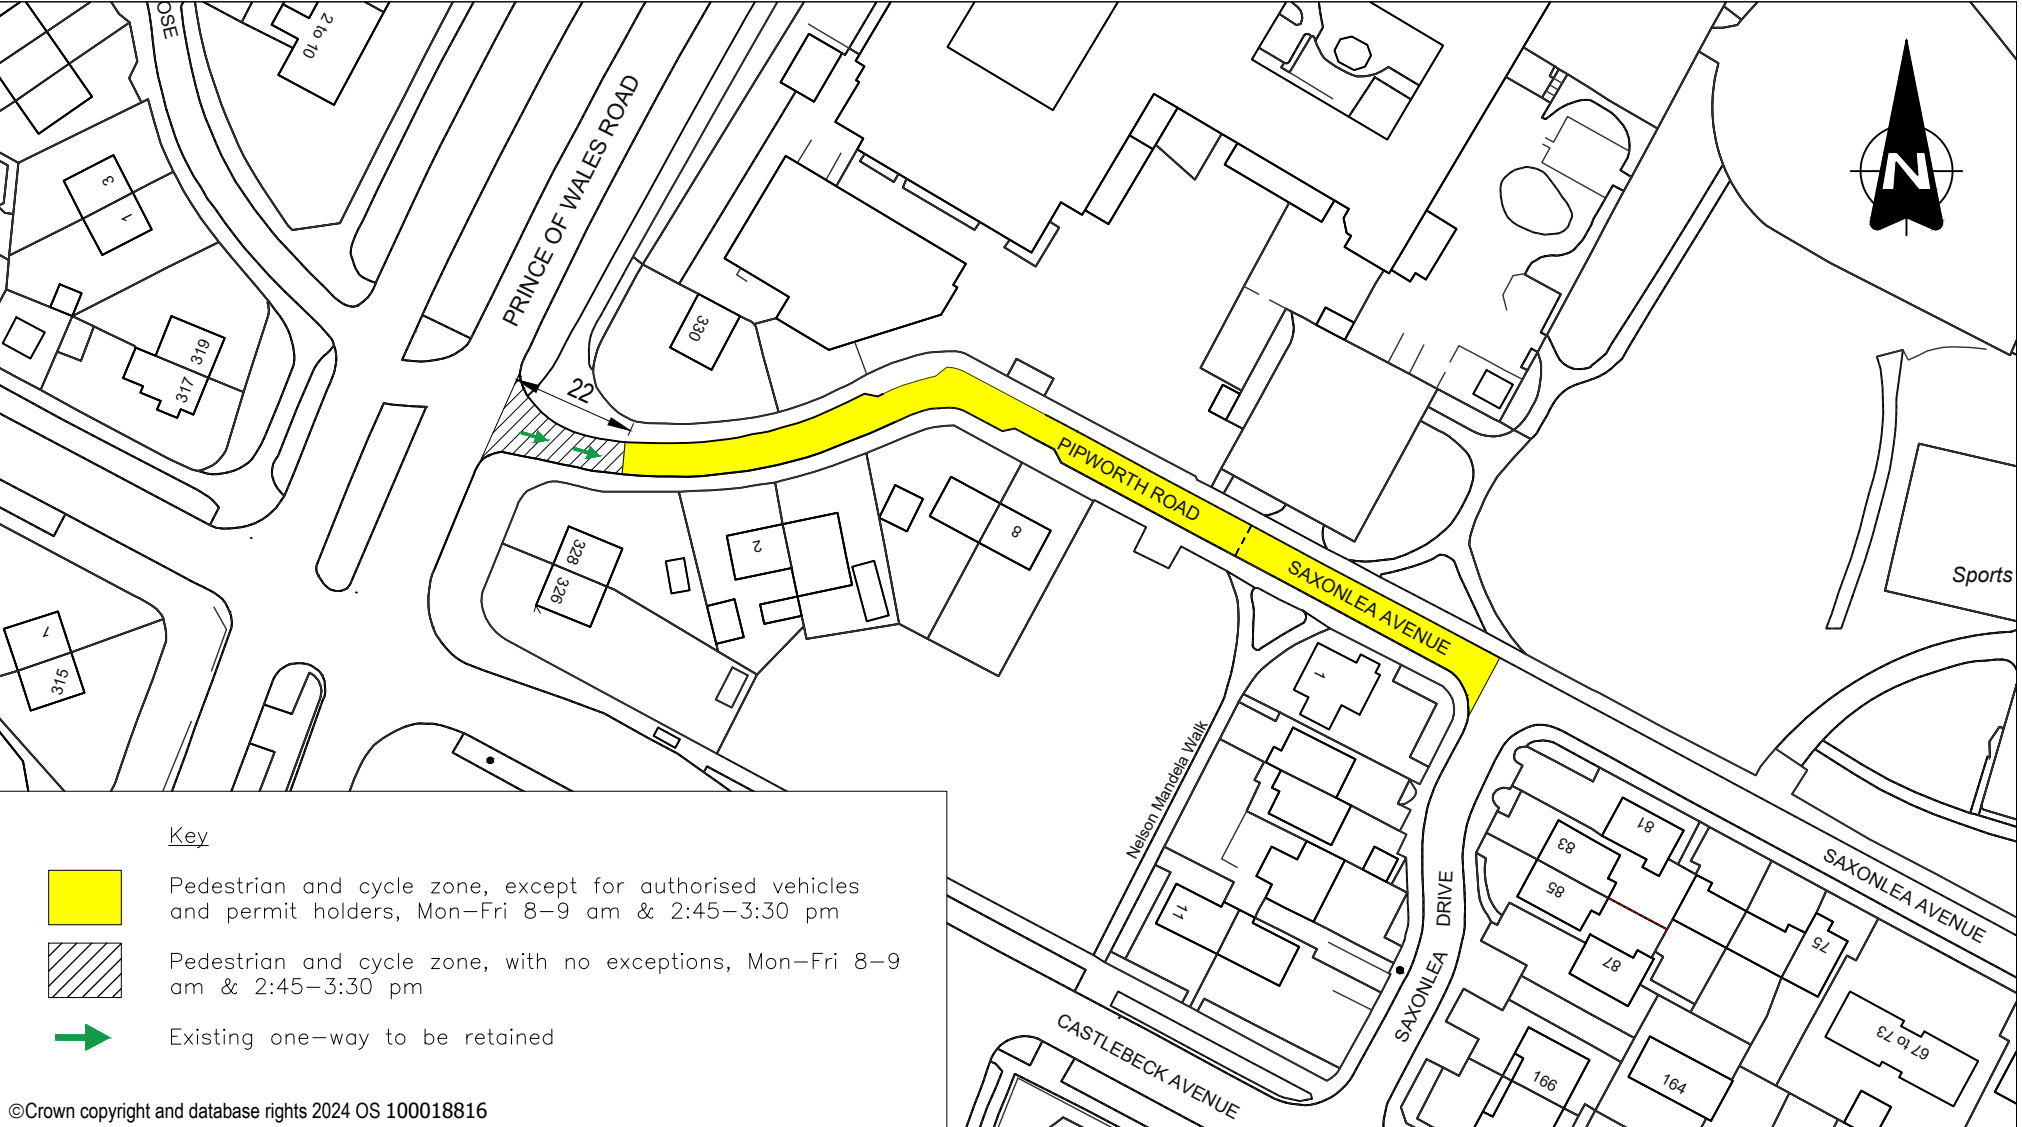 OSE
2 to 10
PRINCE OF WALES ROAD
N
3
1
319
317
330
22
PIPWORTH ROAD
SAXONLEA AVENUE
Sports
328
326
2
8
7
315
1
Nelson Mandela Walk
11
SAXONLEA DRIVE
81
83
85
87
75
SAXONLEA AVENUE
67 to 73
166
164
CASTLEBECK AVENUE
Key
Pedestrian and cycle zone, except for authorised vehicles
and permit holders, Mon-Fri 8-9 am & 2:45-3:30 pm
Pedestrian and cycle zone, with no exceptions, Mon-Fri 8-9
am & 2:45-3:30 pm
Existing one-way to be retained
©Crown copyright and database rights 2024 OS 100018816